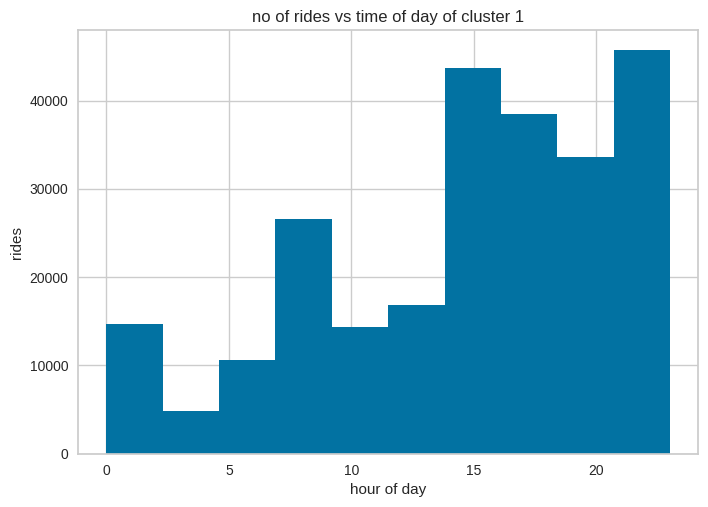 no of rides vs time of day of cluster 1
40000
30000
20000
10000
0
rides
0 5 10 15 20
hour of day